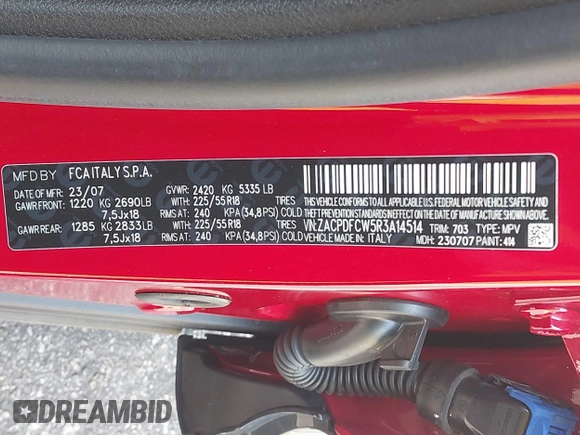 MFD BY FCA ITALY S.P.A.
DATE OF MFR: 23/07 GVWR: 2420 KG 5335 LB
GAWR FRONT: 1220 KG 2690LB WITH 225/55R18 TIRES
7,5Jx18 RIMS AT 240 KPA (34,8PSI) COLD
GAWR REAR: 1285 KG 2833LB WITH 225/55R18 TIRES
7,5Jx18 RIMS AT 240 KPA (34,8PSI) COLD
THIS VEHICLE CONFORMS TO ALL APPLICABLE U.S. FEDERAL MOTOR VEHICLE SAFETY,
BUMPER AND THEFT PREVENTION STANDARDS IN EFFECT ON THE
DATE OF MANUFACTURE SHOWN ABOVE.
VIN: ZACPDFCW5R3A14514 TRIM: 703 TYPE: MPV
VEHICLE MADE IN: ITALY MDH: 230707 PAINT: 414
DREAMBID